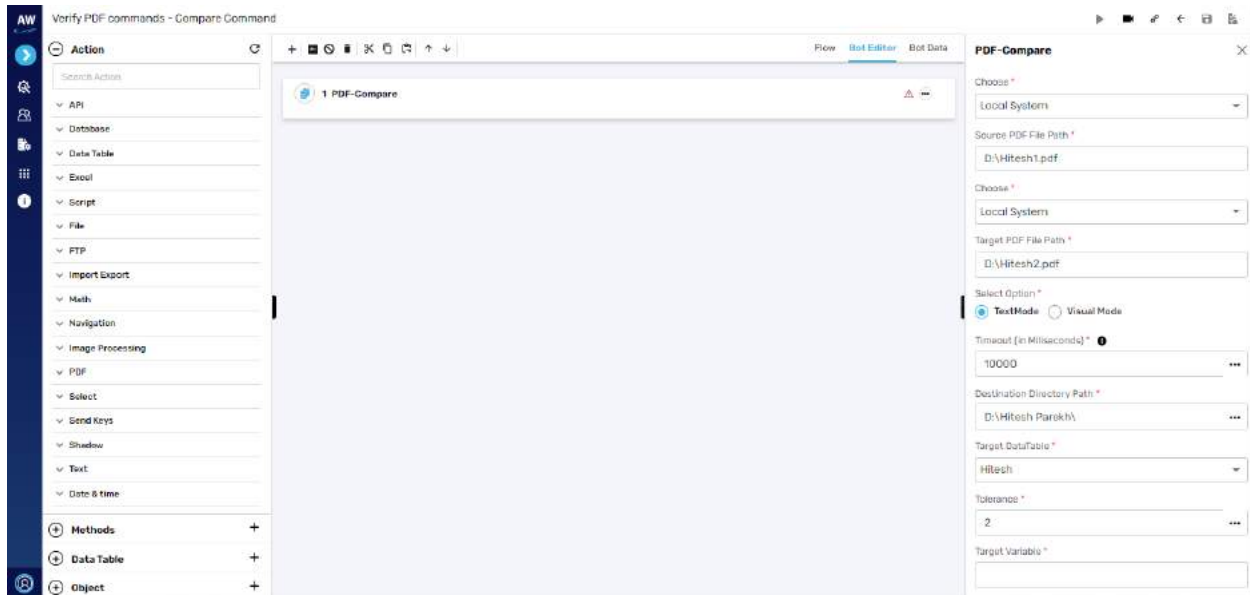 AW
Verify PDF commands - Compare Command
Action
Search Action
API
Database
Data Table
Excel
Script
File
FTP
Import Export
Math
Navigation
Image Processing
PDF
Select
Send Keys
Shadow
Text
Date & time
Methods
Data Table
Object
Flow Bot Editor Bot Data
1 PDF-Compare
PDF-Compare
Choose *
Local System
Source PDF File Path *
D:\Hitesh1.pdf
Choose *
Local System
Target PDF File Path *
D:\Hitesh2.pdf
Select Option *
TextMode Visual Mode
Timeout (in Miliseconds) *
10000
Destination Directory Path *
D:\Hitesh Parekh\
Target DataTable *
Hitesh
Tolerance *
2
Target Variable *